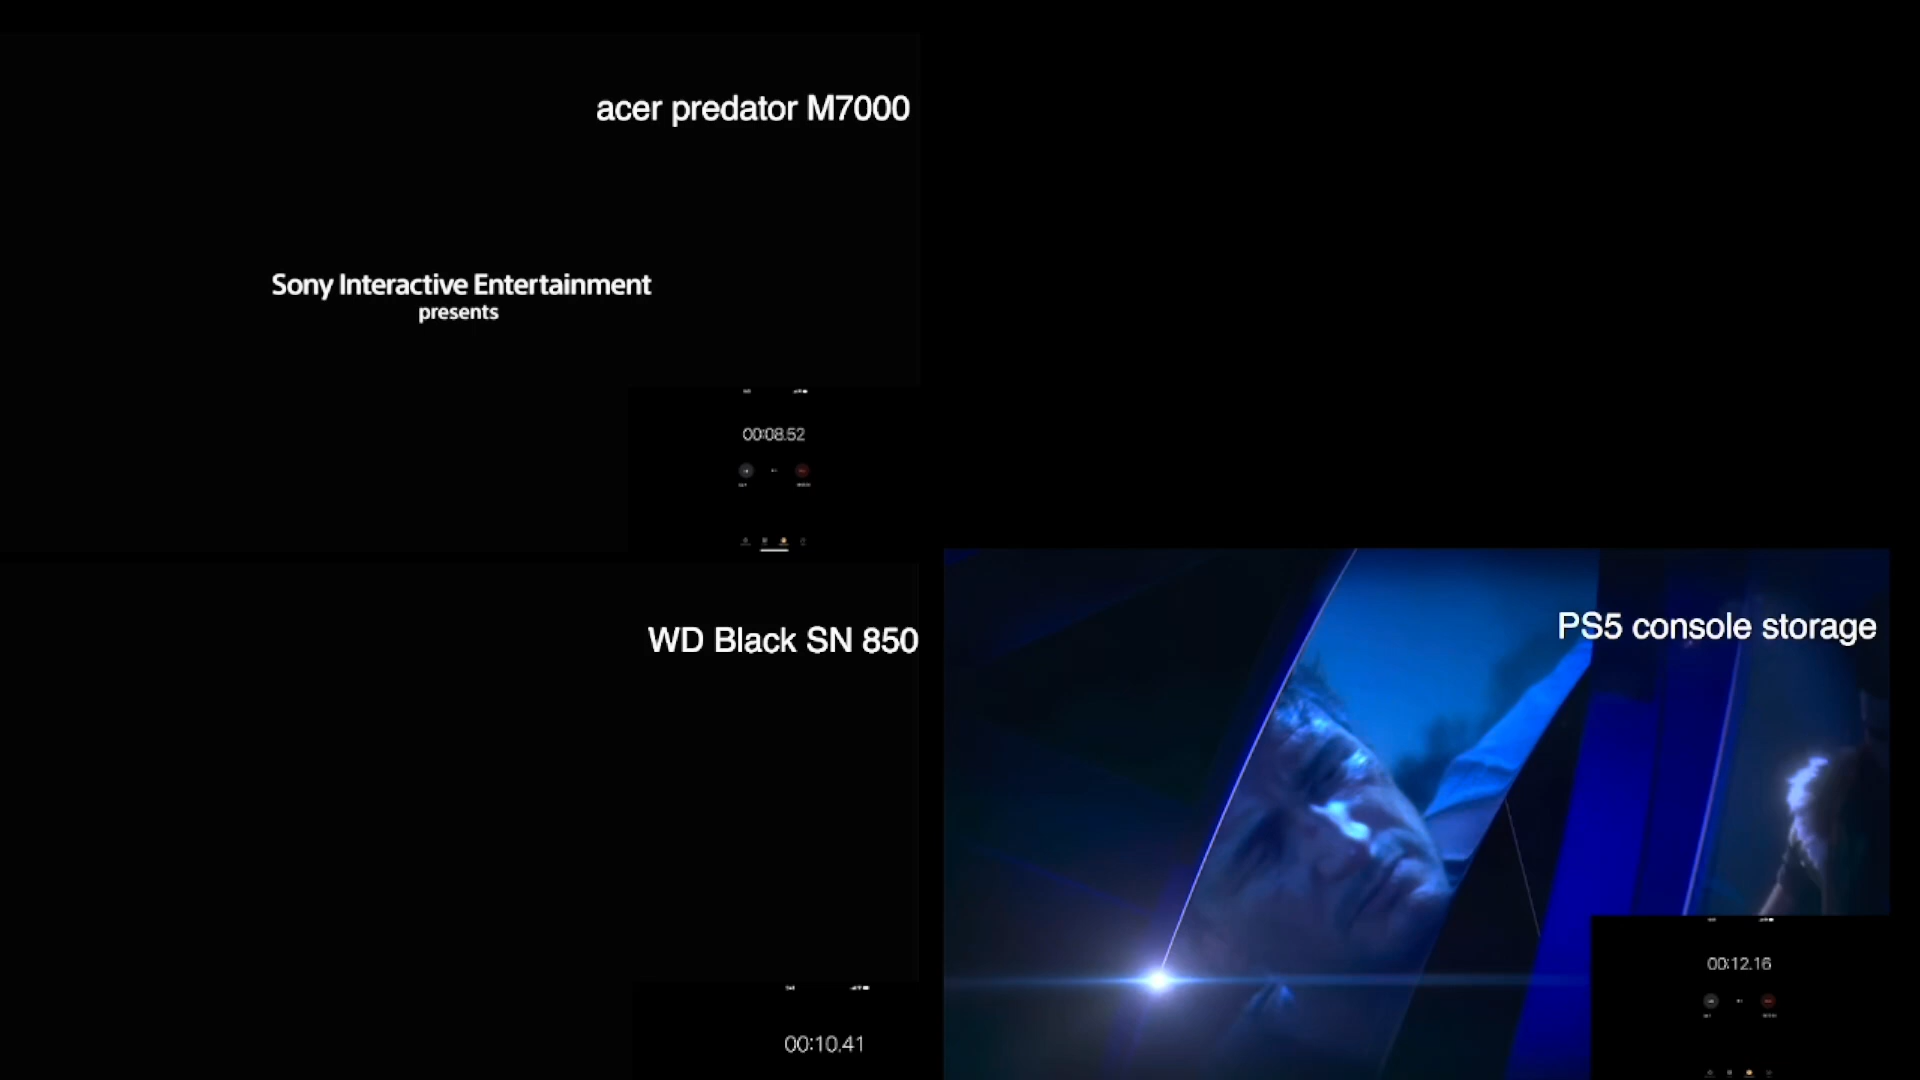 acer predator M7000
Sony Interactive Entertainment
presents
00:08.52
WD Black SN 850
PS5 console storage
00:12.16
00:10.41